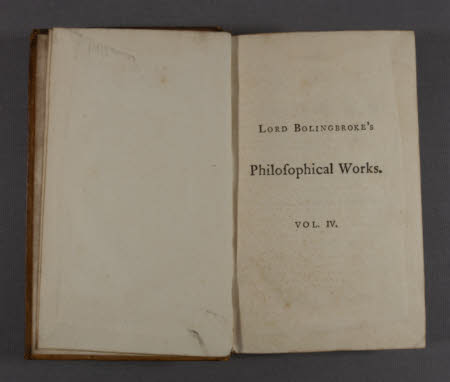 LORD BOLINGBROKE'S
Philoſophical Works.
VOL. IV.